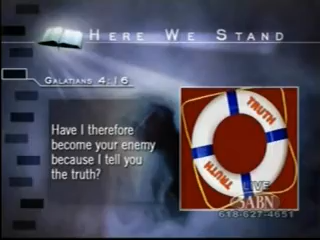 HERE WE STAND
GALATIANS 4:16
Have I therefore
become your enemy
because I tell you
the truth?
TRUTH
TRUTH
LIVE
3ABN
618-627-4651